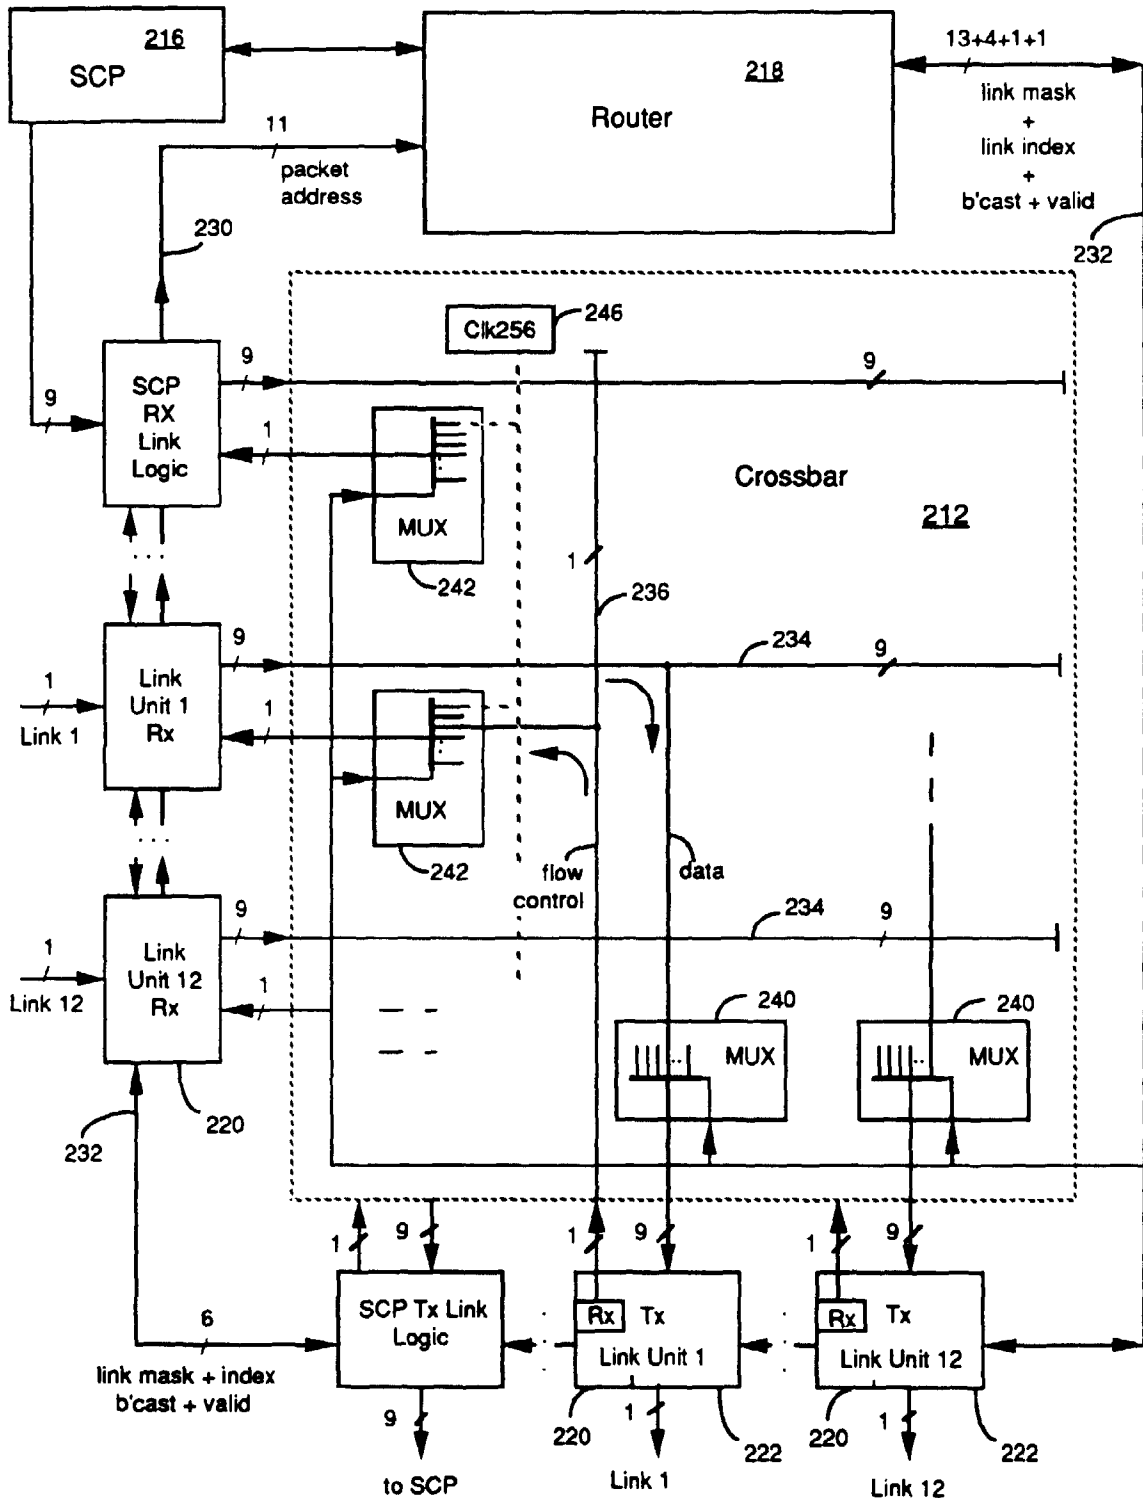 216
SCP
218
Router
13+4+1+1
link mask
+
link index
+
b'cast + valid
232
11
packet
address
230
Clk256
246
9
9
SCP
RX
Link
Logic
9
1
MUX
242
Crossbar
212
1
236
9
234
9
1
Link 1
Link
Unit 1
Rx
1
MUX
242
flow
control
data
9
234
9
1
Link 12
Link
Unit 12
Rx
1
240
MUX
240
MUX
220
232
1
9
1
9
1
9
6
link mask + index
b'cast + valid
SCP Tx Link
Logic
Rx
Tx
Link Unit 1
Rx
Tx
Link Unit 12
9
to SCP
220
1
222
Link 1
220
1
222
Link 12